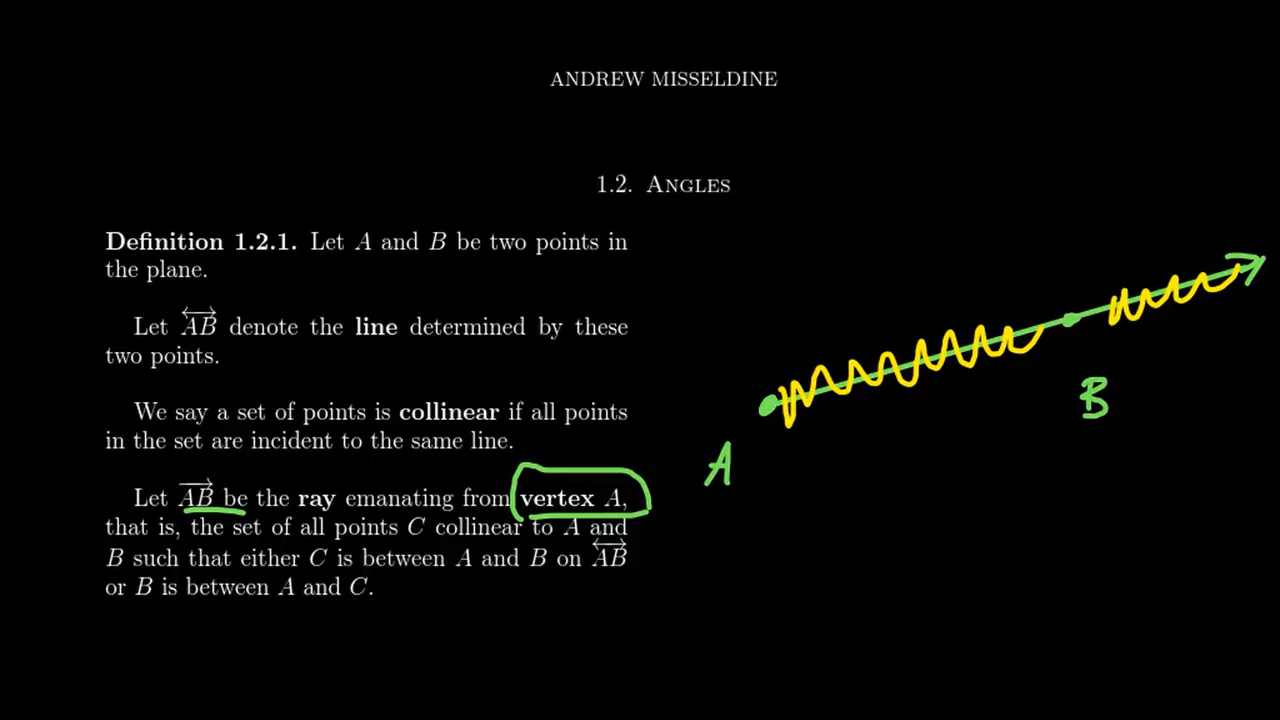 ANDREW MISSELDINE
1.2. ANGLES
Definition 1.2.1. Let A and B be two points in
the plane.
Let \overleftrightarrow{AB} denote the line determined by these
two points.
We say a set of points is collinear if all points
in the set are incident to the same line.
Let \overrightarrow{AB} be the ray emanating from vertex A,
that is, the set of all points C collinear to A and
B such that either C is between A and B on \overleftrightarrow{AB}
or B is between A and C.
A
B